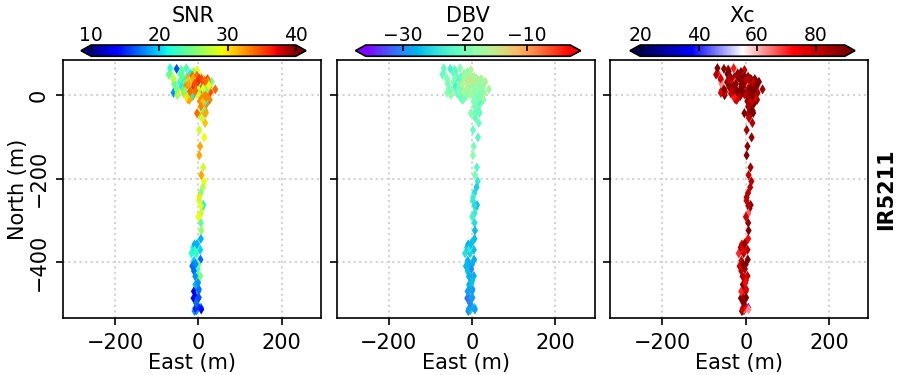 SNR DBV Xc
10 20 30 40 −30 −20 −10 20 40 60 80
North (m)
0
−200
−400
IR5211
−200 0 200 −200 0 200 −200 0 200
East (m) East (m) East (m)